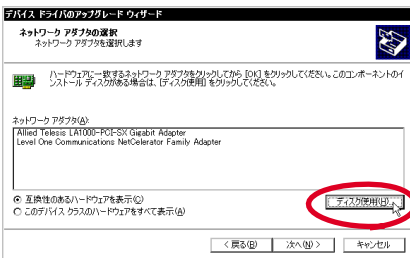 デバイス ドライバのアップグレード ウィザード
ネットワーク アダプタの選択
ネットワーク アダプタを選択します
ハードウェアに一致するネットワーク アダプタをクリックしてから [OK] をクリックしてください。このコンポーネントのイ
ンストール ディスクがある場合は、[ディスク使用] をクリックしてください。
ネットワーク アダプタ(A):
Allied Telesis LA1000-PCI-SX Gigabit Adapter
Level One Communications NetCelerator Family Adapter
互換性のあるハードウェアを表示(C)
このデバイス クラスのハードウェアをすべて表示(A)
ディスク使用(H)...
< 戻る(B)
次へ(N) >
キャンセル